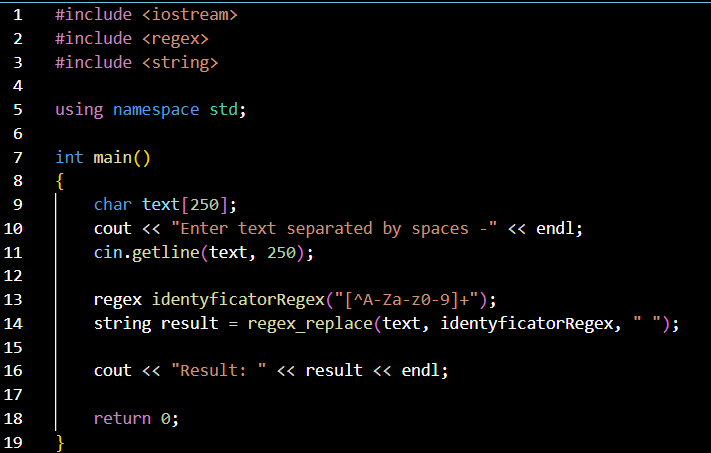 1 #include <iostream>
2 #include <regex>
3 #include <string>
4
5 using namespace std;
6
7 int main()
8 {
9     char text[250];
10     cout << "Enter text separated by spaces -" << endl;
11     cin.getline(text, 250);
12
13     regex identyficatorRegex("[^A-Za-z0-9]+");
14     string result = regex_replace(text, identyficatorRegex, " ");
15
16     cout << "Result: " << result << endl;
17
18     return 0;
19 }